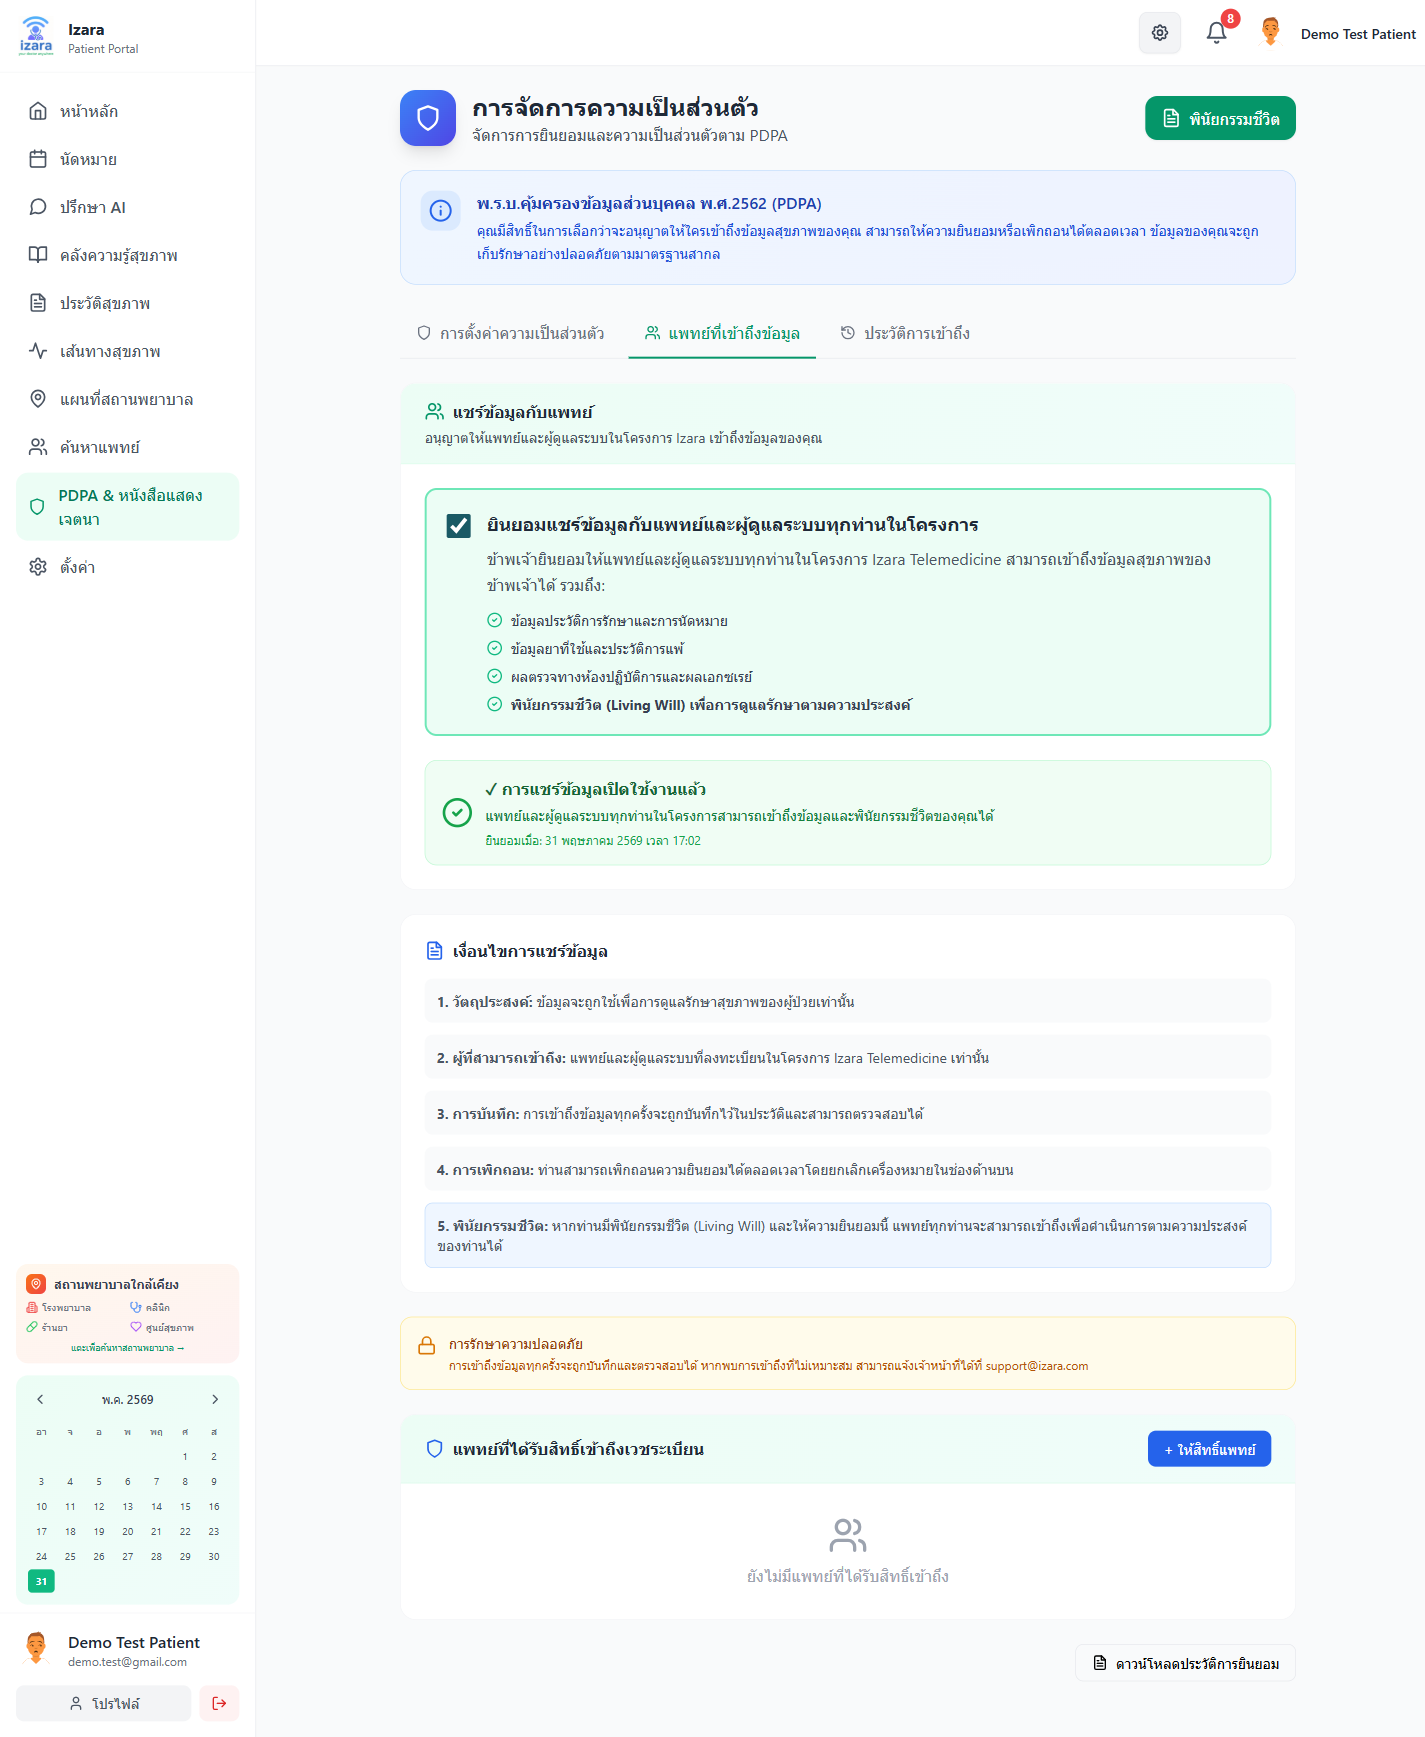 izara
Izara
Patient Portal
8
Demo Test Patient
หน้าหลัก
นัดหมาย
ปรึกษา AI
คลังความรู้สุขภาพ
ประวัติสุขภาพ
เส้นทางสุขภาพ
แผนที่สถานพยาบาล
ค้นหาแพทย์
PDPA & หนังสือแสดง
เจตนา
ตั้งค่า
การจัดการความเป็นส่วนตัว
จัดการการยินยอมและความเป็นส่วนตัวตาม PDPA
พินัยกรรมชีวิต
พ.ร.บ.คุ้มครองข้อมูลส่วนบุคคล พ.ศ.2562 (PDPA)
คุณมีสิทธิ์ในการเลือกว่าจะอนุญาตให้ใครเข้าถึงข้อมูลสุขภาพของคุณ สามารถให้ความยินยอมหรือเพิกถอนได้ตลอดเวลา ข้อมูลของคุณจะถูก
เก็บรักษาอย่างปลอดภัยตามมาตรฐานสากล
การตั้งค่าความเป็นส่วนตัว
แพทย์ที่เข้าถึงข้อมูล
ประวัติการเข้าถึง
แชร์ข้อมูลกับแพทย์
อนุญาตให้แพทย์และผู้ดูแลระบบในโครงการ Izara เข้าถึงข้อมูลของคุณ
ยินยอมแชร์ข้อมูลกับแพทย์และผู้ดูแลระบบทุกท่านในโครงการ
ข้าพเจ้ายินยอมให้แพทย์และผู้ดูแลระบบทุกท่านในโครงการ Izara Telemedicine สามารถเข้าถึงข้อมูลสุขภาพของ
ข้าพเจ้าได้ รวมถึง:
ข้อมูลประวัติการรักษาและการนัดหมาย
ข้อมูลยาที่ใช้และประวัติการแพ้
ผลตรวจทางห้องปฏิบัติการและผลเอกซเรย์
พินัยกรรมชีวิต (Living Will) เพื่อการดูแลรักษาตามความประสงค์
✓ การแชร์ข้อมูลเปิดใช้งานแล้ว
แพทย์และผู้ดูแลระบบทุกท่านในโครงการสามารถเข้าถึงข้อมูลและพินัยกรรมชีวิตของคุณได้
ยินยอมเมื่อ: 31 พฤษภาคม 2569 เวลา 17:02
เงื่อนไขการแชร์ข้อมูล
1. วัตถุประสงค์: ข้อมูลจะถูกใช้เพื่อการดูแลรักษาสุขภาพของผู้ป่วยเท่านั้น
2. ผู้ที่สามารถเข้าถึง: แพทย์และผู้ดูแลระบบที่ลงทะเบียนในโครงการ Izara Telemedicine เท่านั้น
3. การบันทึก: การเข้าถึงข้อมูลทุกครั้งจะถูกบันทึกไว้ในประวัติและสามารถตรวจสอบได้
4. การเพิกถอน: ท่านสามารถเพิกถอนความยินยอมได้ตลอดเวลาโดยยกเลิกเครื่องหมายในช่องด้านบน
5. พินัยกรรมชีวิต: หากท่านมีพินัยกรรมชีวิต (Living Will) และให้ความยินยอมนี้ แพทย์ทุกท่านจะสามารถเข้าถึงเพื่อดำเนินการตามความประสงค์
ของท่านได้
การรักษาความปลอดภัย
การเข้าถึงข้อมูลทุกครั้งจะถูกบันทึกและตรวจสอบได้ หากพบการเข้าถึงที่ไม่เหมาะสม สามารถแจ้งเจ้าหน้าที่ได้ที่ support@izara.com
แพทย์ที่ได้รับสิทธิ์เข้าถึงเวชระเบียน
+ ให้สิทธิ์แพทย์
ยังไม่มีแพทย์ที่ได้รับสิทธิ์เข้าถึง
ดาวน์โหลดประวัติการยินยอม
สถานพยาบาลใกล้เคียง
โรงพยาบาล คลินิก
ร้านยา ศูนย์สุขภาพ
แตะเพื่อค้นหาสถานพยาบาล →
พ.ค. 2569
อา จ อ พ พฤ ศ ส
1 2
3 4 5 6 7 8 9
10 11 12 13 14 15 16
17 18 19 20 21 22 23
24 25 26 27 28 29 30
31
Demo Test Patient
demo.test@gmail.com
โปรไฟล์